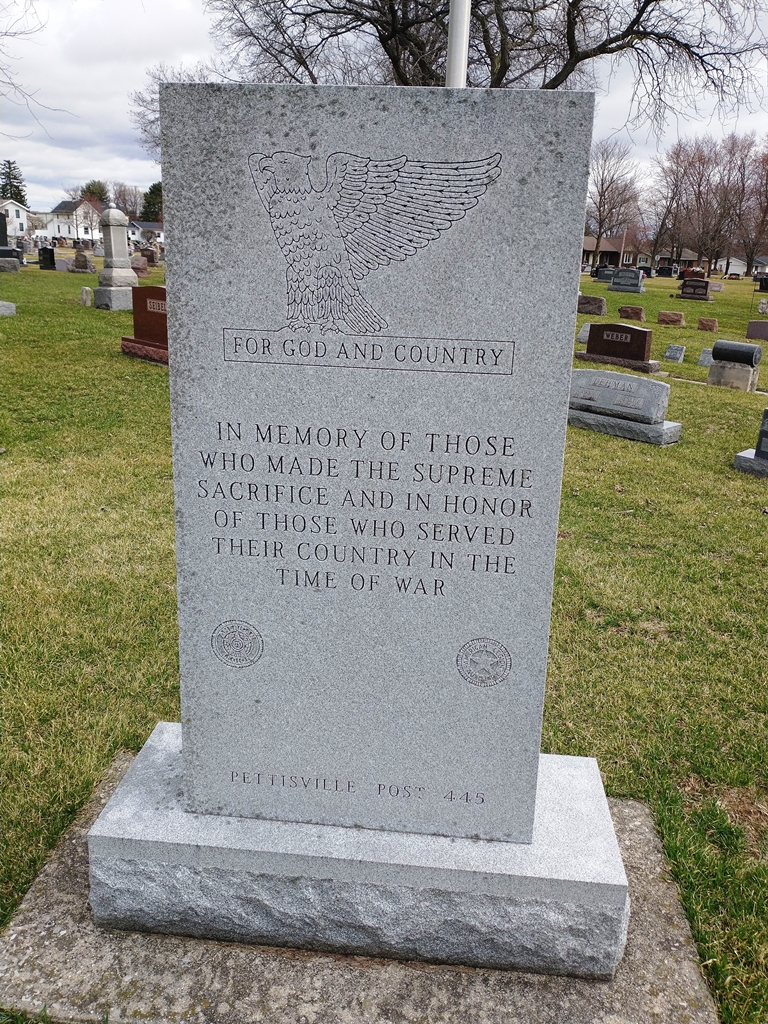 FOR GOD AND COUNTRY
IN MEMORY OF THOSE
WHO MADE THE SUPREME
SACRIFICE AND IN HONOR
OF THOSE WHO SERVED
THEIR COUNTRY IN THE
TIME OF WAR
PETTISVILLE POST 445
SEIBEL
WEBER